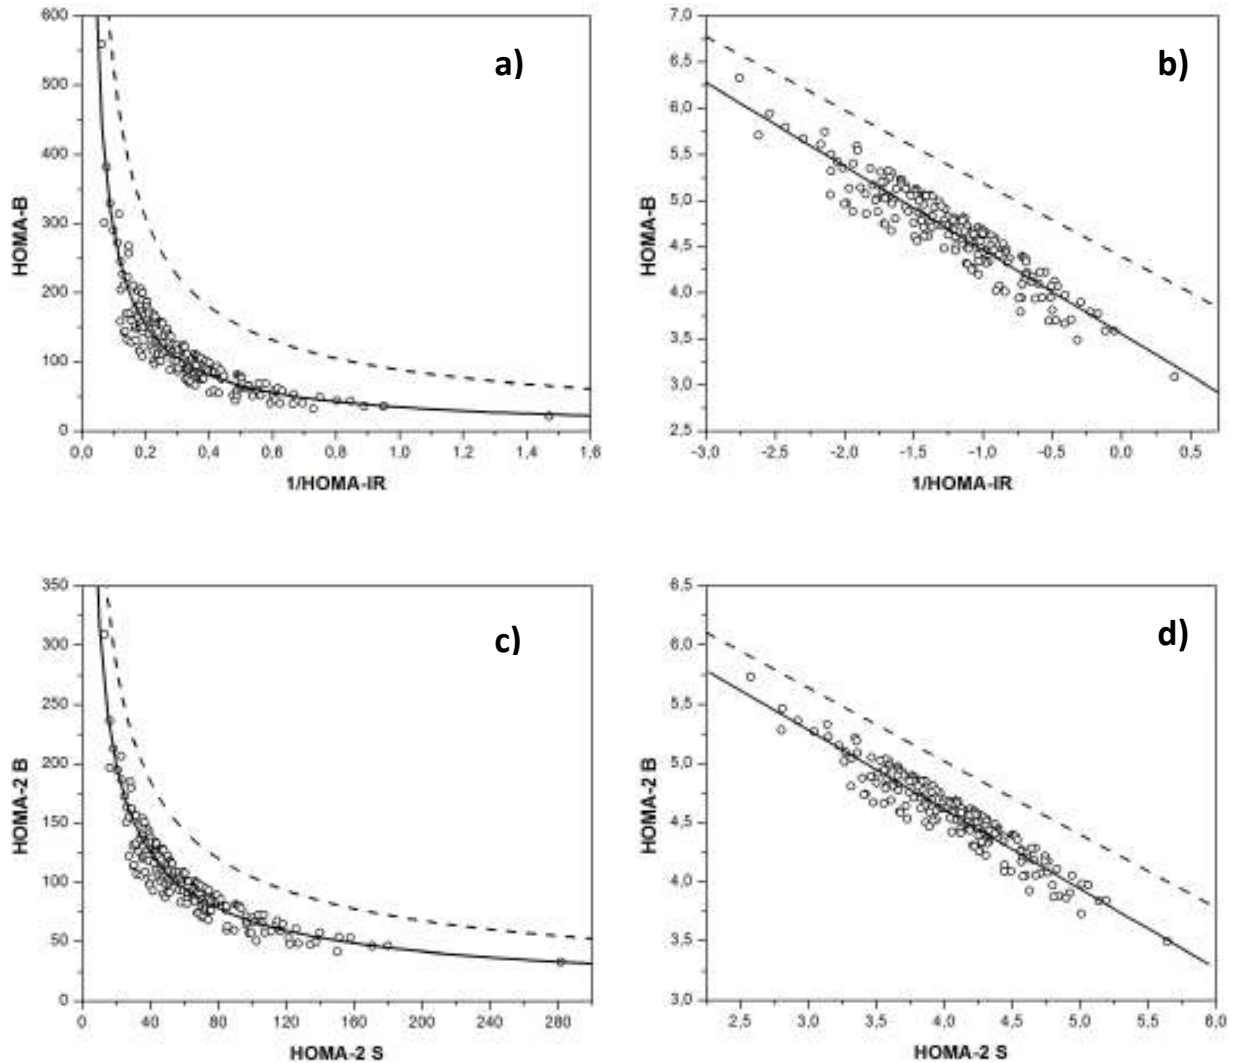 a)
600
500
400
300
200
100
0
HOMA-B
0,0 0,2 0,4 0,6 0,8 1,0 1,2 1,4 1,6
1/HOMA-IR
b)
7,0
6,5
6,0
5,5
5,0
4,5
4,0
3,5
3,0
2,5
HOMA-B
-3,0 -2,5 -2,0 -1,5 -1,0 -0,5 0,0 0,5
1/HOMA-IR
c)
350
300
250
200
150
100
50
0
HOMA-2 B
0 40 80 120 160 200 240 280
HOMA-2 S
d)
6,5
6,0
5,5
5,0
4,5
4,0
3,5
3,0
HOMA-2 B
2,5 3,0 3,5 4,0 4,5 5,0 5,5 6,0
HOMA-2 S